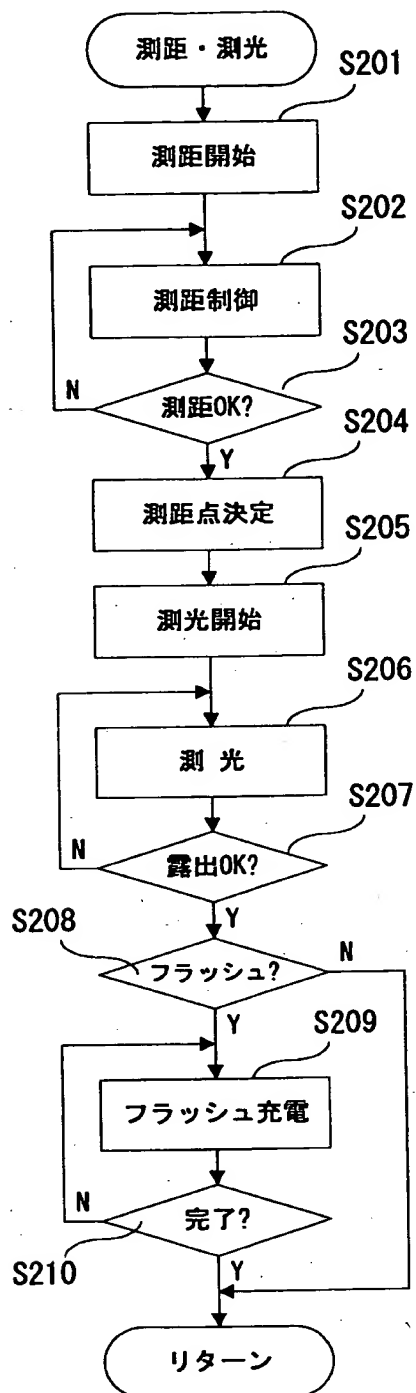 測距・測光
S201
測距開始
S202
測距制御
S203
N
測距OK?
Y
S204
測距点決定
S205
測光開始
S206
測 光
S207
N
露出OK?
Y
S208
フラッシュ?
N
Y
S209
フラッシュ充電
N
完了?
S210
Y
リターン